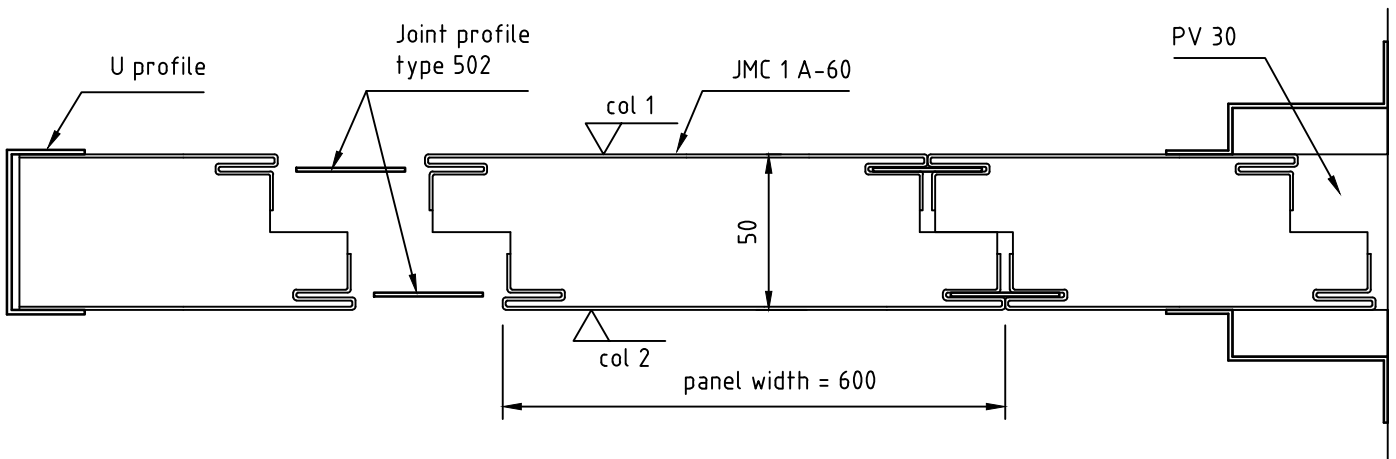 U profile
Joint profile
type 502
col 1
JMC 1 A-60
PV 30
50
col 2
panel width = 600